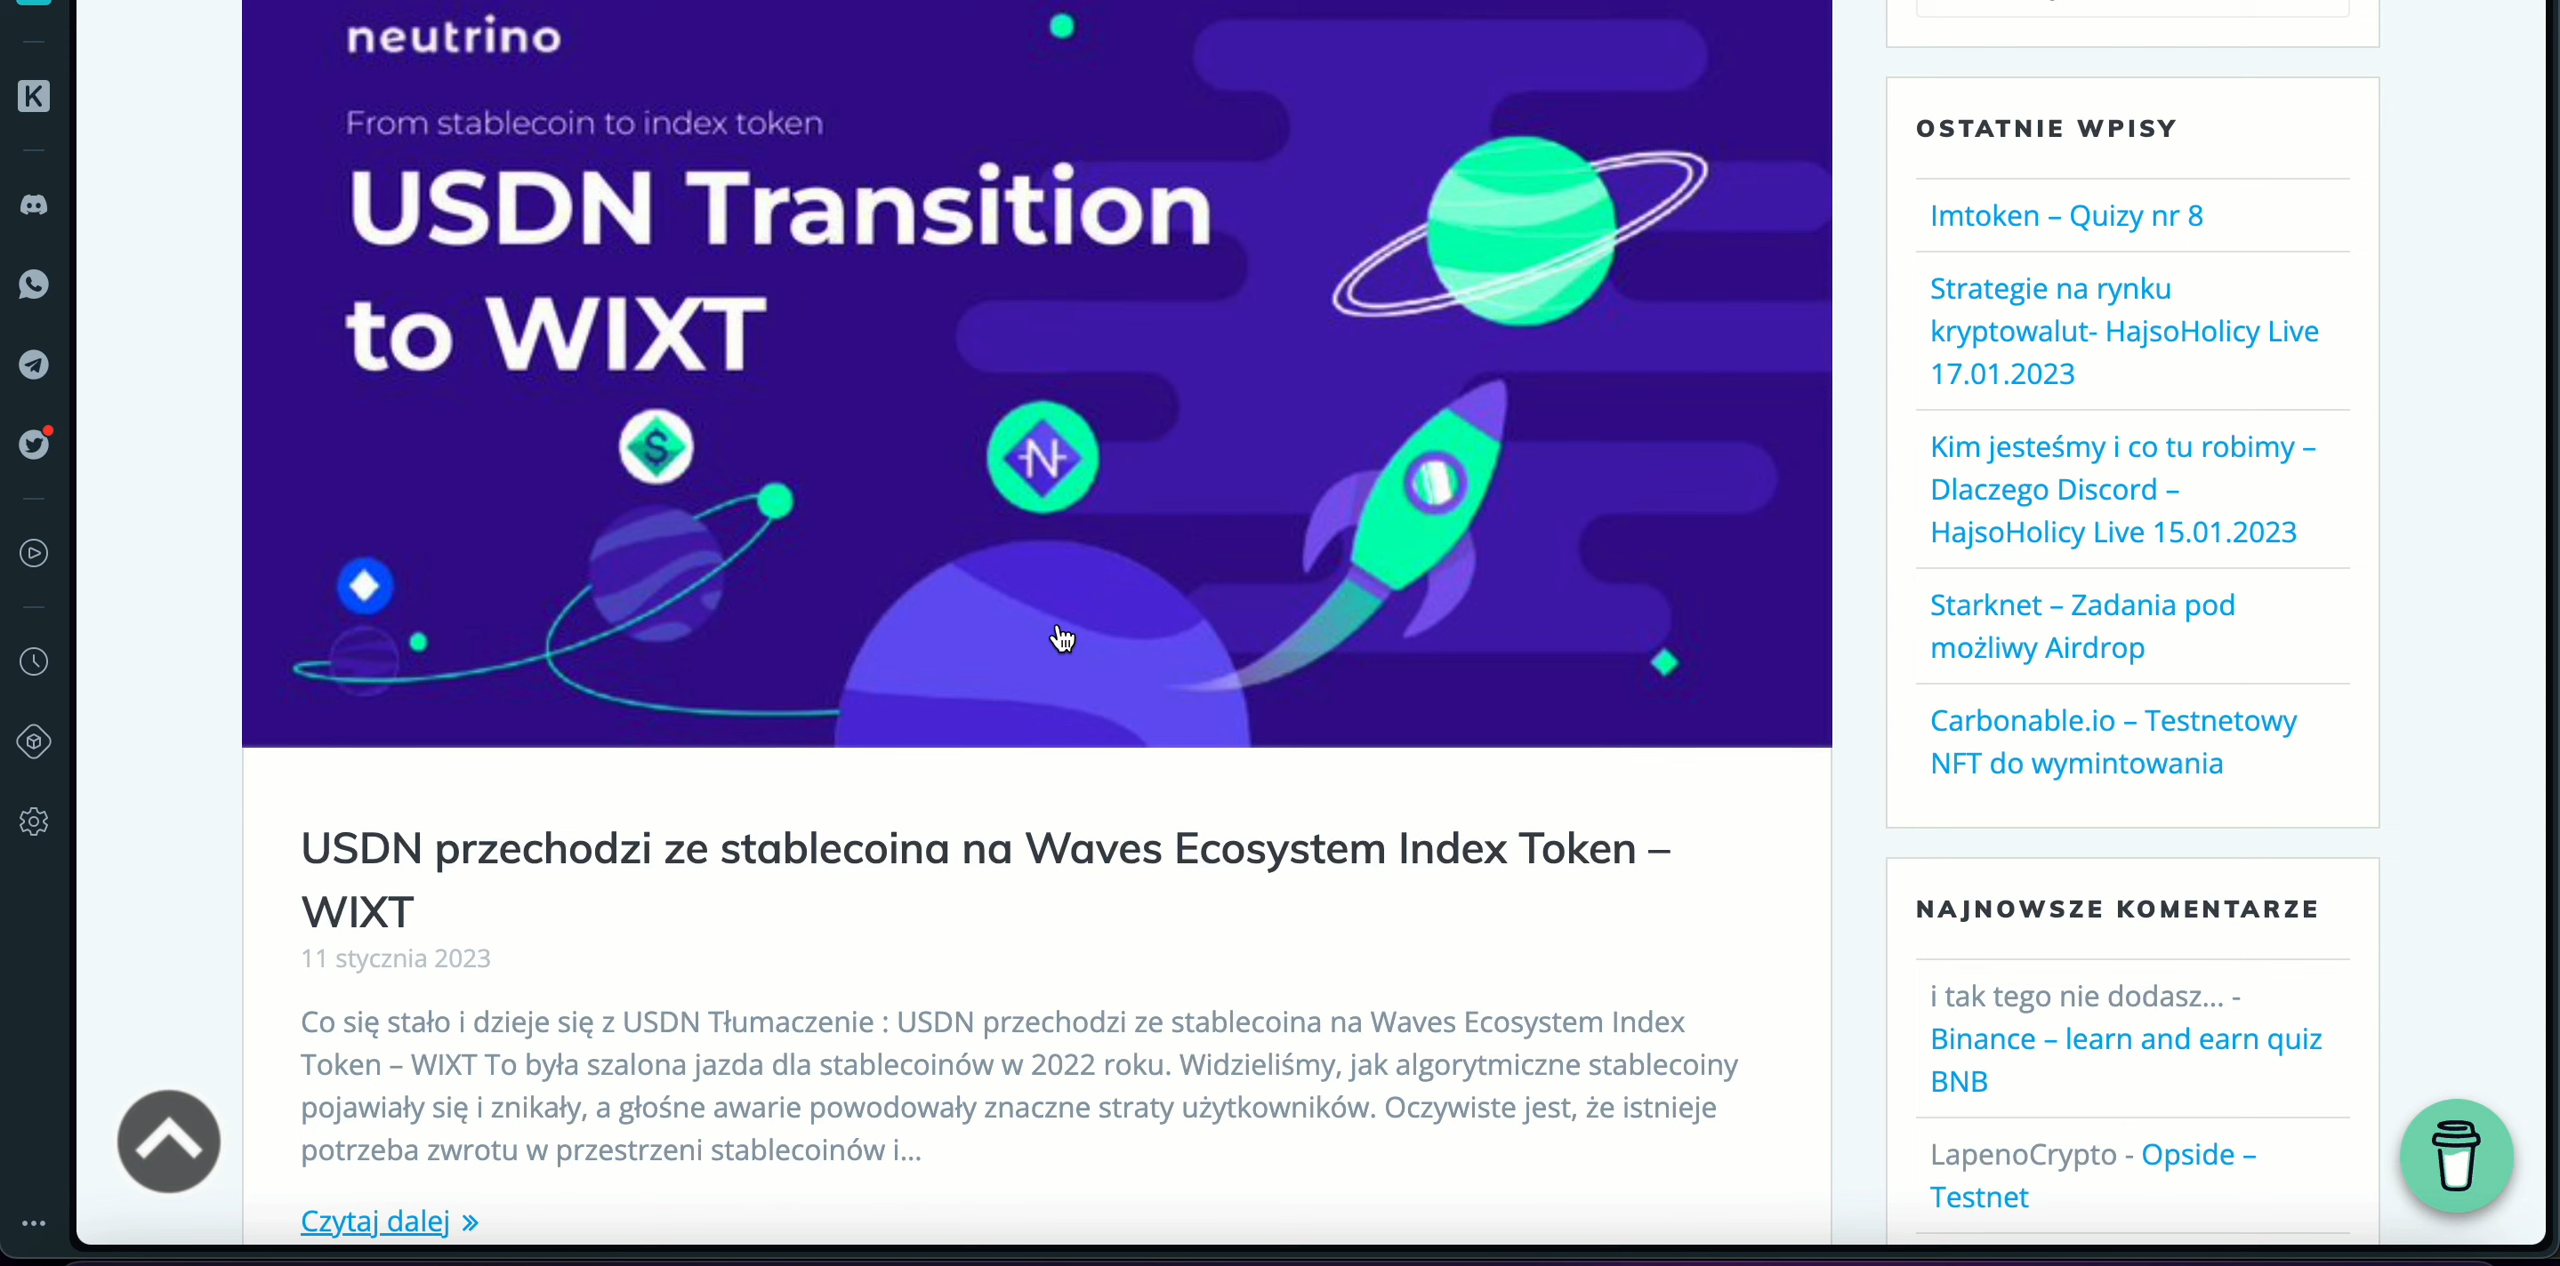 K
neutrino
From stablecoin to index token
USDN Transition
to WIXT
$
N
USDN przechodzi ze stablecoina na Waves Ecosystem Index Token –
WIXT
11 stycznia 2023
Co się stało i dzieje się z USDN Tłumaczenie : USDN przechodzi ze stablecoina na Waves Ecosystem Index
Token – WIXT To była szalona jazda dla stablecoinów w 2022 roku. Widzieliśmy, jak algorytmiczne stablecoiny
pojawiały się i znikały, a głośne awarie powodowały znaczne straty użytkowników. Oczywiste jest, że istnieje
potrzeba zwrotu w przestrzeni stablecoinów i...
Czytaj dalej »
OSTATNIE WPISY
Imtoken – Quizy nr 8
Strategie na rynku
kryptowalut- HajsoHolicy Live
17.01.2023
Kim jesteśmy i co tu robimy –
Dlaczego Discord –
HajsoHolicy Live 15.01.2023
Starknet – Zadania pod
możliwy Airdrop
Carbonable.io – Testnetowy
NFT do wymintowania
NAJNOWSZE KOMENTARZE
i tak tego nie dodasz... -
Binance – learn and earn quiz
BNB
LapenoCrypto - Opside –
Testnet